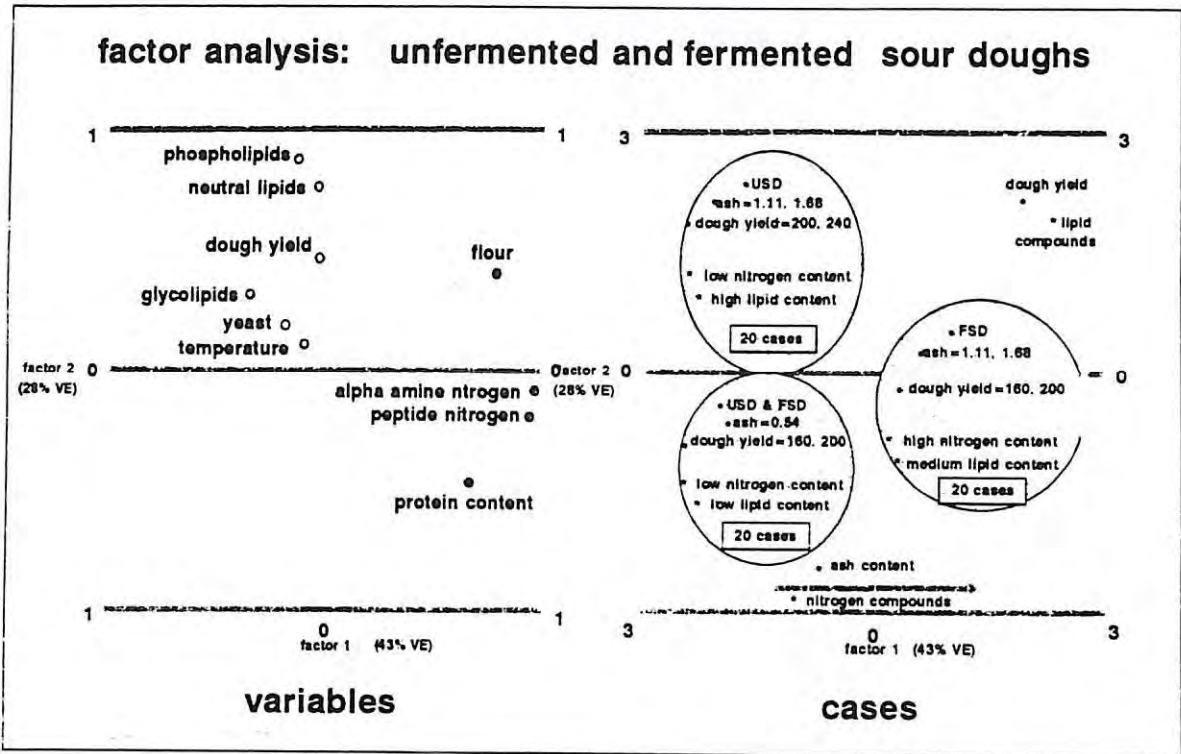 factor analysis: unfermented and fermented sour doughs
1
1
phospholipids
neutral lipids
dough yield
flour
glycolipids
yeast
temperature
factor 2 0
(28% VE)
0
alpha amine ntrogen
peptide nitrogen
protein content
1
1
0
factor 1 (43% VE)
variables
3
3
USD
ash=1.11, 1.68
dough yield=200, 240
low nitrogen content
high lipid content
20 cases
dough yield
lipid
compounds
factor 2 0
(28% VE)
0
FSD
ash=1.11, 1.68
dough yield=160, 200
high nitrogen content
medium lipid content
20 cases
USD & FSD
ash=0.54
dough yield=160, 200
low nitrogen content
low lipid content
20 cases
ash content
nitrogen compounds
3
0
3
factor 1 (43% VE)
cases